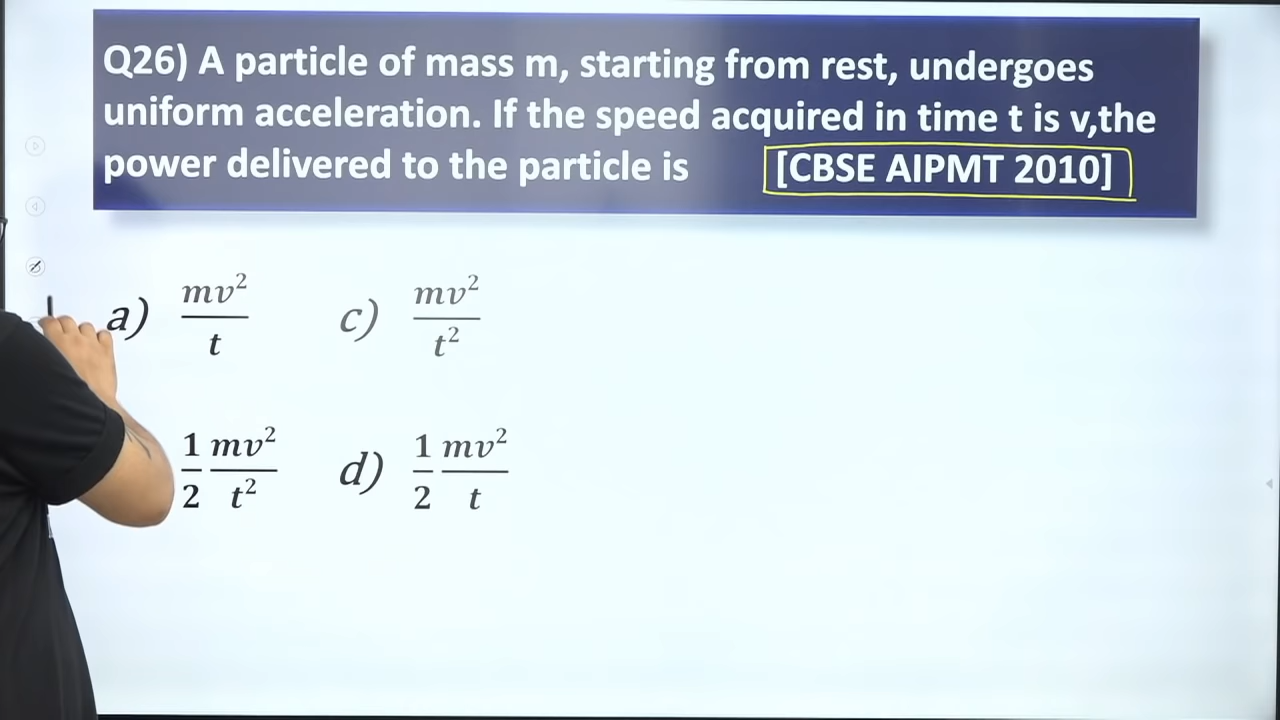 Q26) A particle of mass m, starting from rest, undergoes
uniform acceleration. If the speed acquired in time t is v,the
power delivered to the particle is [CBSE AIPMT 2010]
a) mv²/t c) mv²/t²
1/2 mv²/t² d) 1/2 mv²/t